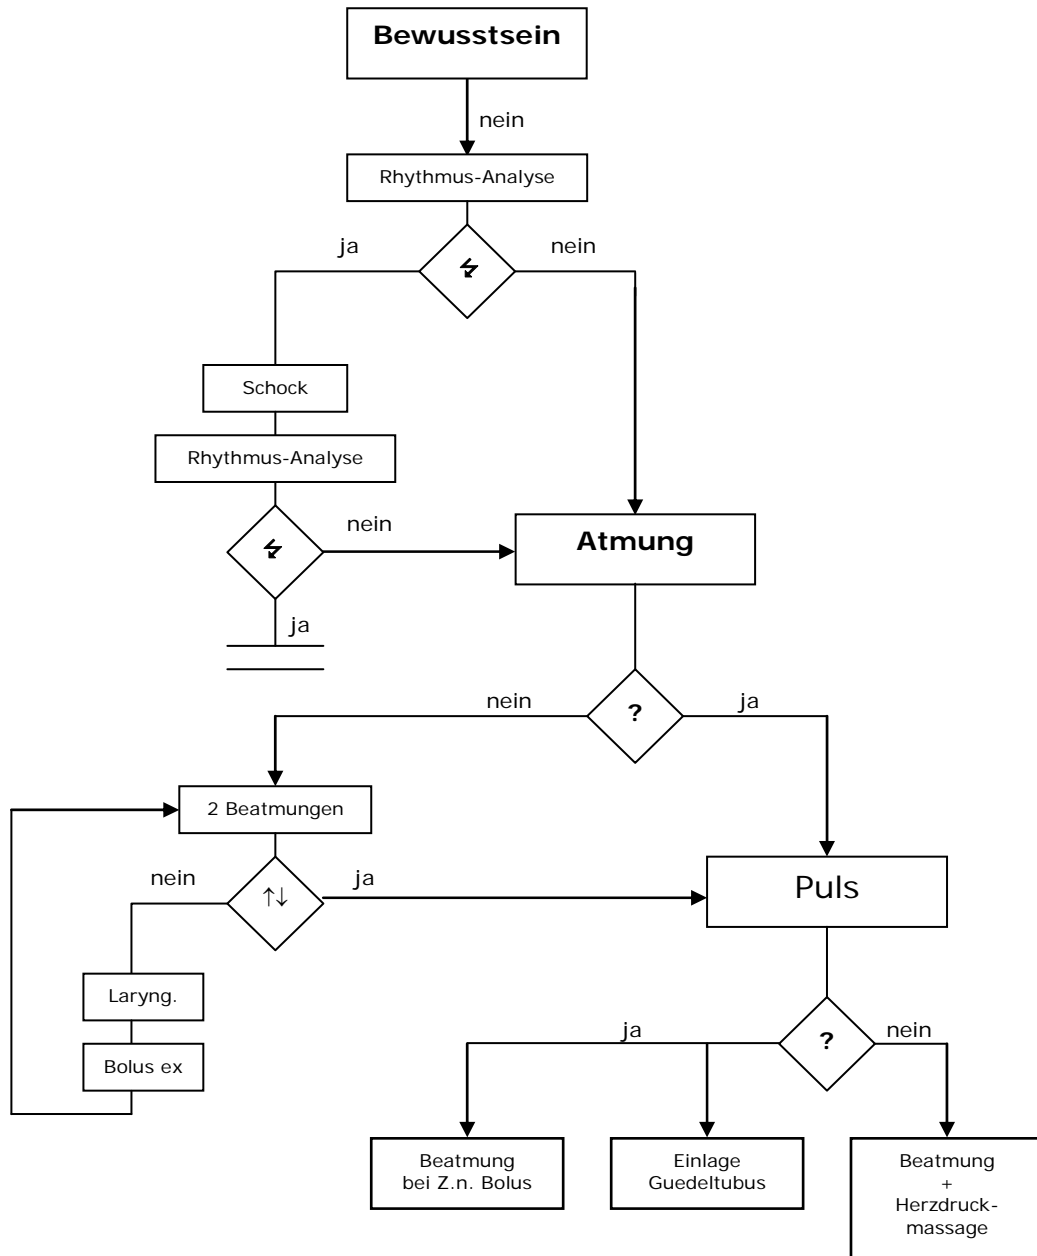 Bewusstsein
nein
Rhythmus-Analyse
ja
nein
Schock
Rhythmus-Analyse
nein
Atmung
ja
nein
?
ja
2 Beatmungen
nein
↑↓
ja
Puls
Laryng.
Bolus ex
ja
?
nein
Beatmung
bei Z.n. Bolus
Einlage
Guedeltubus
Beatmung
+
Herzdruck-
massage